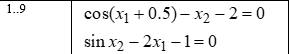 1..9
cos(x₁ + 0.5) – x₂ – 2 = 0
sin x₂ – 2x₁ – 1 = 0